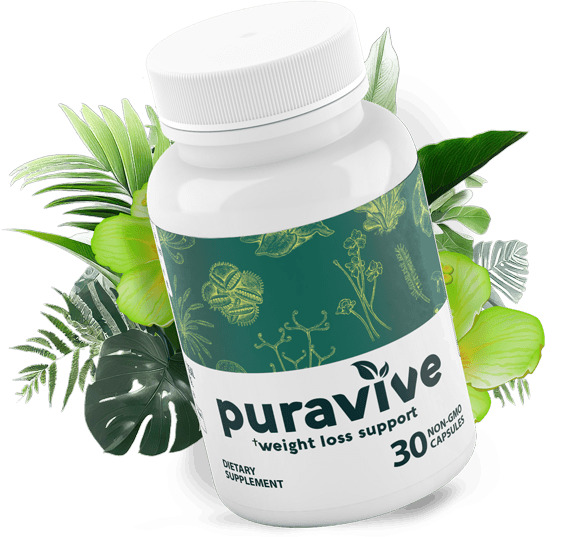 puravive
†weight loss support
DIETARY
SUPPLEMENT
30 NON-GMO
CAPSULES